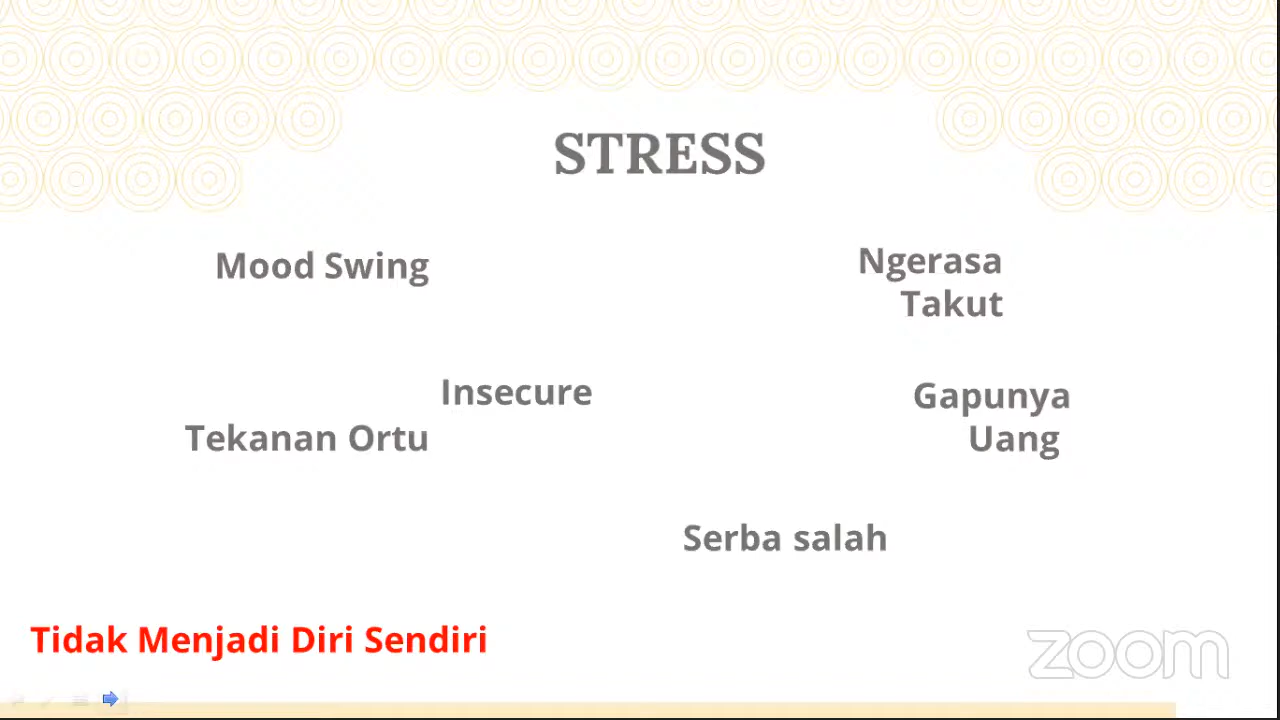 STRESS
Mood Swing
Ngerasa
Takut
Insecure
Tekanan Ortu
Gapunya
Uang
Serba salah
Tidak Menjadi Diri Sendiri
zoom